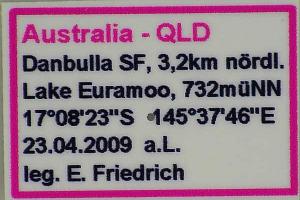 Australia - QLD
Danbulla SF, 3,2km nördl.
Lake Euramoo, 732müNN
17°08'23"S 145°37'46"E
23.04.2009 a.L.
leg. E. Friedrich